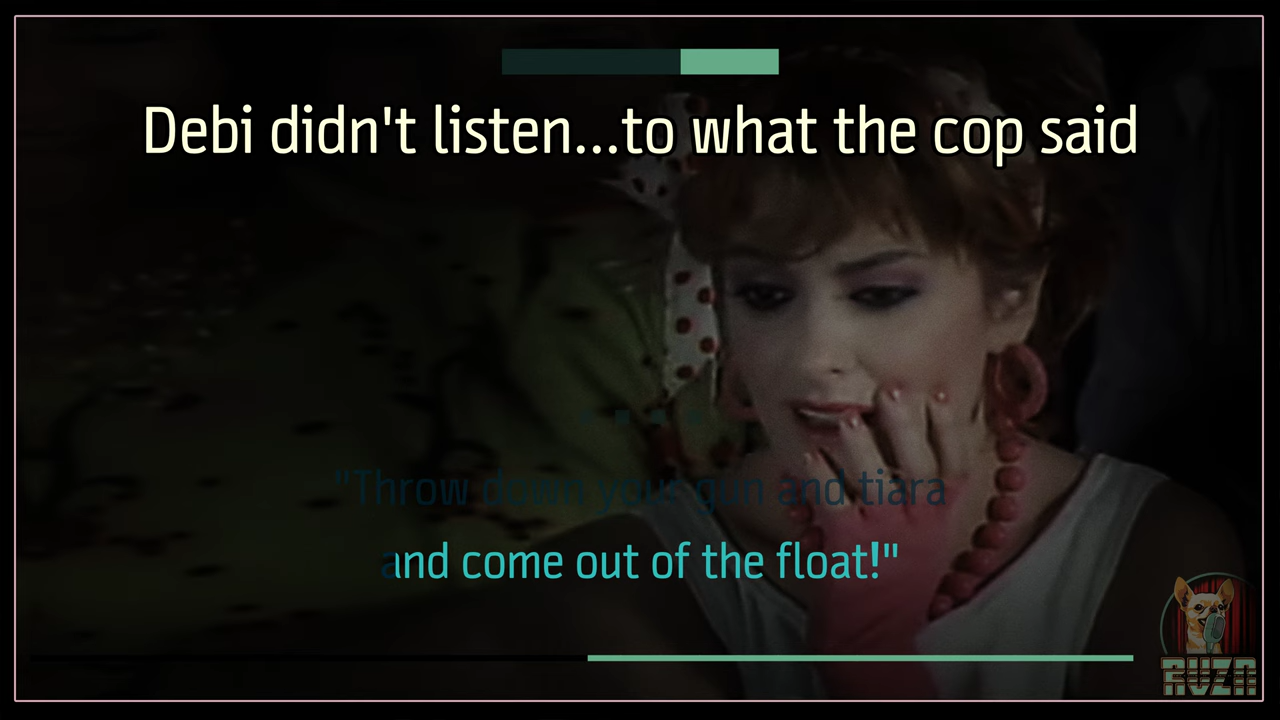 Debi didn't listen...to what the cop said
"Throw down your gun and tiara
and come out of the float!"
RUZN